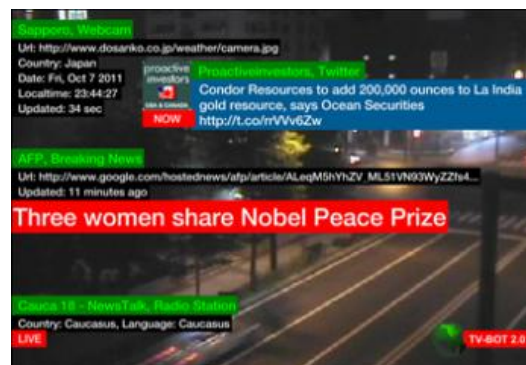 Sapporo, Webcam
Url: http://www.dosanko.co.jp/weather/camera.jpg
Country: Japan
Date: Fri, Oct 7 2011
Localtime: 23:44:27
Updated: 34 sec
proactive
investors
USA & CANADA
NOW
Proactiveinvestors, Twitter
Condor Resources to add 200,000 ounces to La India
gold resource, says Ocean Securities
http://t.co/rrVVv6Zw
AFP, Breaking News
Url: http://www.google.com/hostednews/afp/article/ALeqM5hYhZV_ML51VN93WyZZfs4...
Updated: 11 minutes ago
Three women share Nobel Peace Prize
Cauca 18 - NewsTalk, Radio Station
Country: Caucasus, Language: Caucasus
LIVE
TV-BOT 2.0